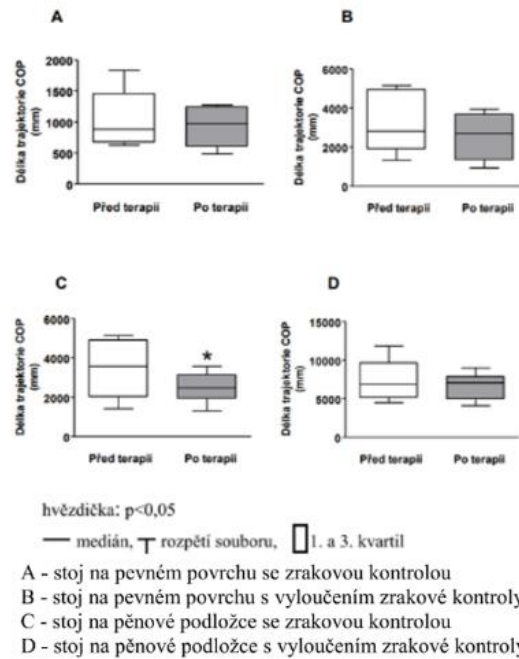 A
B
Délka trajektorie COP
(mm)
2000
1500
1000
500
0
Před terapii
Po terapii
Délka trajektorie COP
(mm)
6000
4000
2000
0
Před terapii
Po terapii
C
D
Délka trajektorie COP
(mm)
6000
4000
2000
0
*
Před terapii
Po terapii
Délka trajektorie COP
(mm)
15000
10000
5000
0
Před terapii
Po terapii
hvězdička: p<0,05
medián, rozpětí souboru, 1. a 3. kvartil
A - stoj na pevném povrchu se zrakovou kontrolou
B - stoj na pevném povrchu s vyloučením zrakové kontroly
C - stoj na pěnové podložce se zrakovou kontrolou
D - stoj na pěnové podložce s vyloučením zrakové kontroly